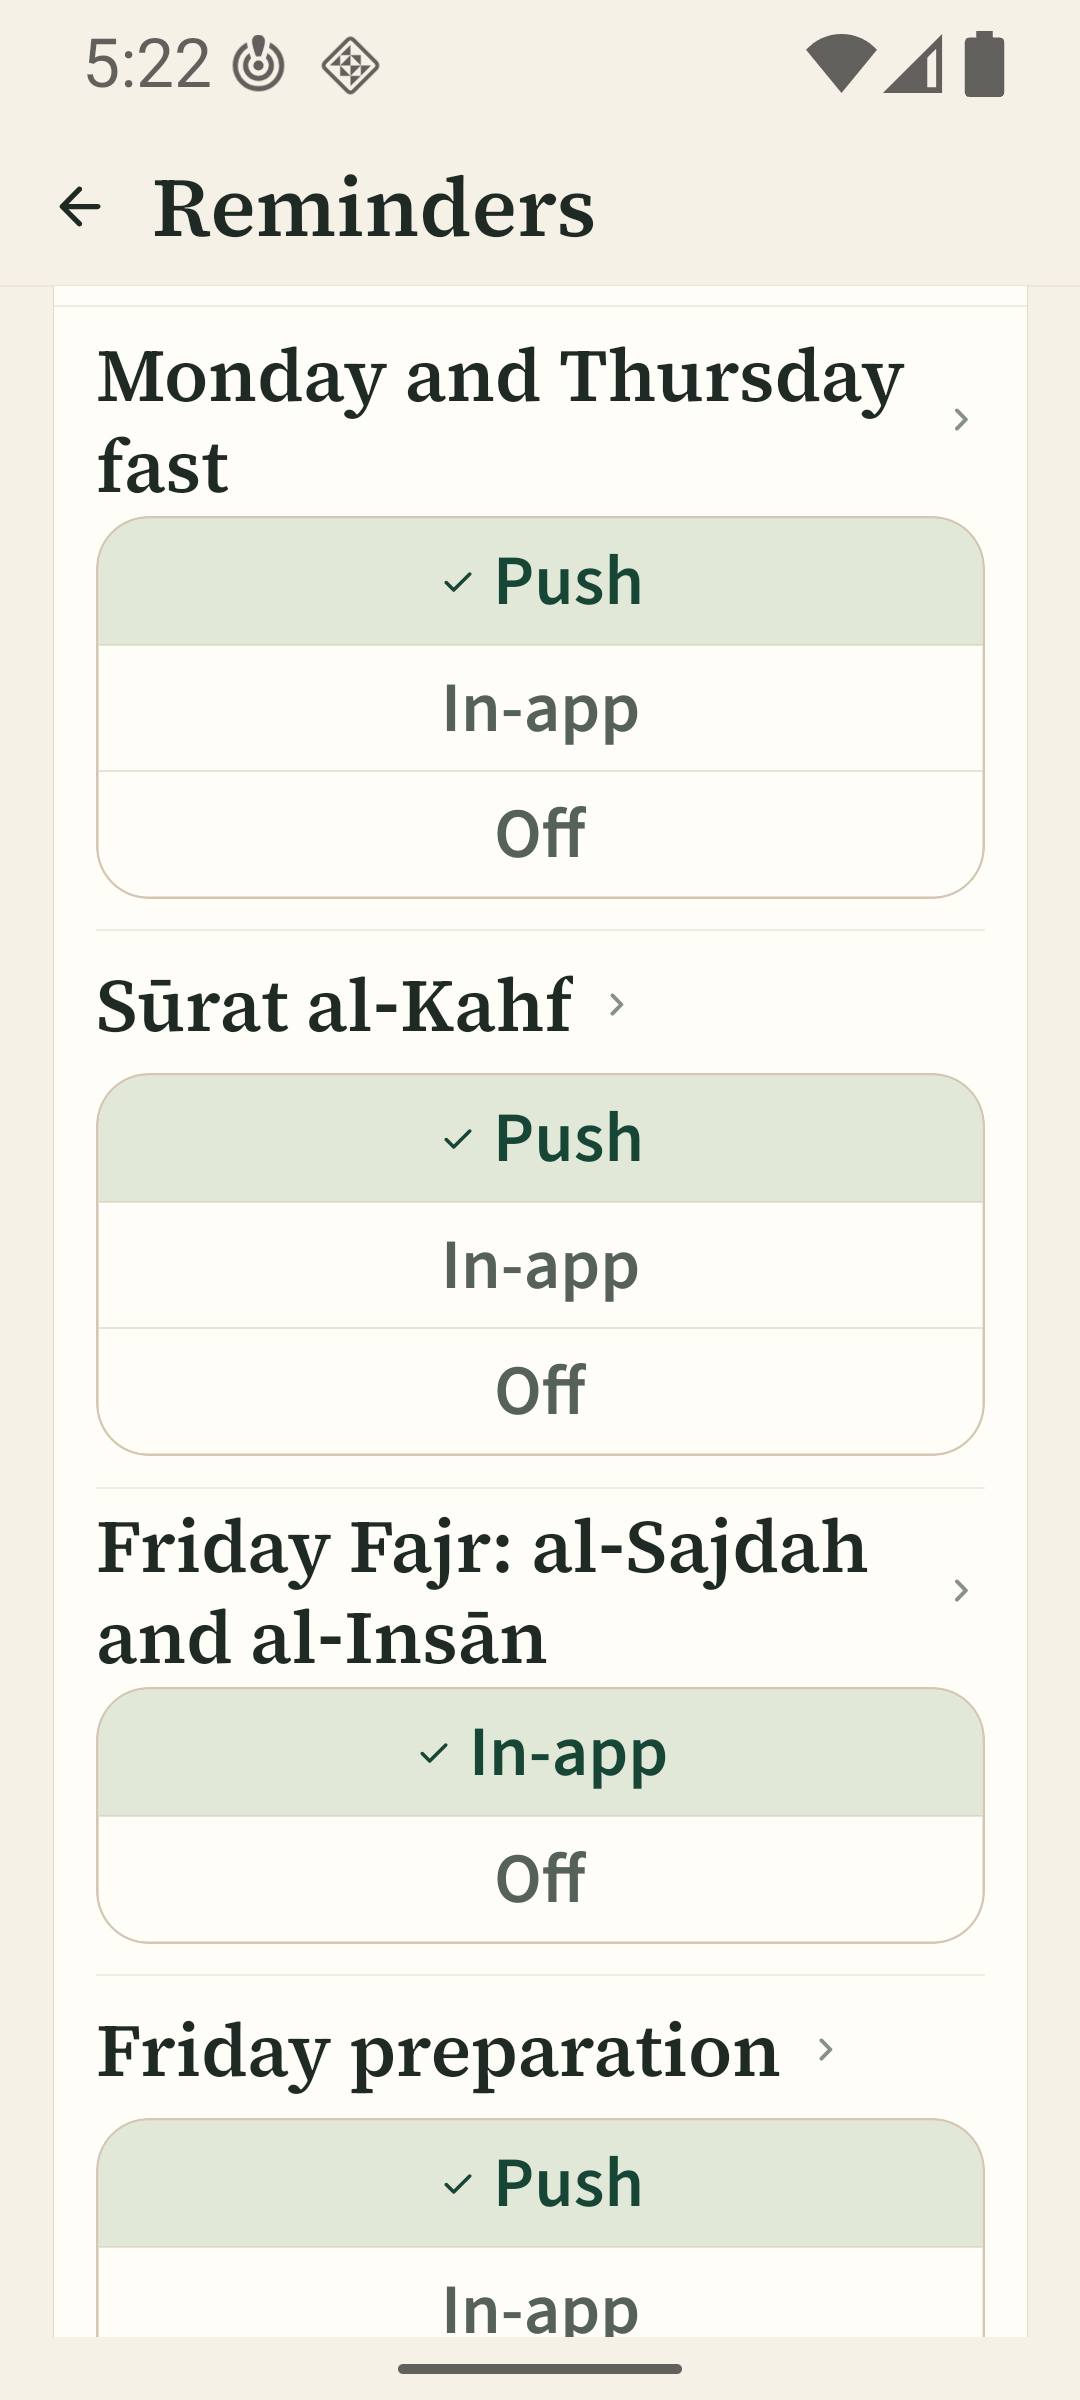 5:22
Reminders
Monday and Thursday
fast
Push
In-app
Off
Sūrat al-Kahf
Push
In-app
Off
Friday Fajr: al-Sajdah
and al-Insān
In-app
Off
Friday preparation
Push
In-app